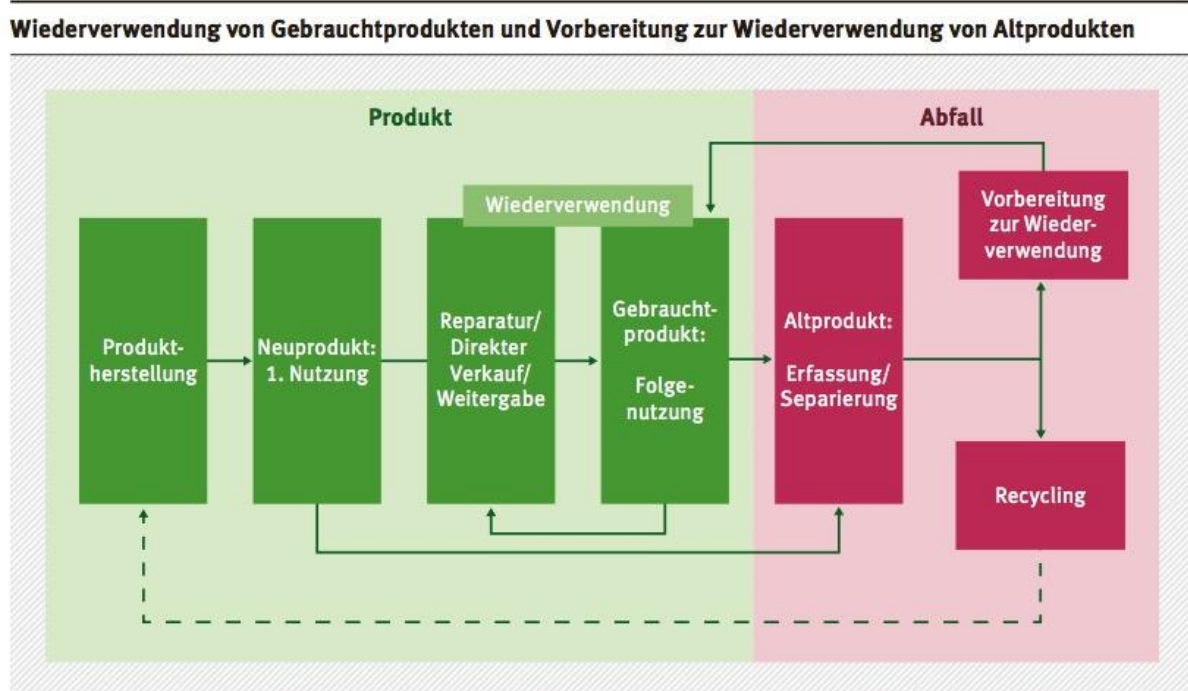 Wiederverwendung von Gebrauchtprodukten und Vorbereitung zur Wiederverwendung von Altprodukten
Produkt
Abfall
Wiederverwendung
Produkt-
herstellung
Neuprodukt:
1. Nutzung
Reparatur/
Direkter
Verkauf/
Weitergabe
Gebraucht-
produkt:
Folge-
nutzung
Altprodukt:
Erfassung/
Separierung
Vorbereitung
zur Wieder-
verwendung
Recycling